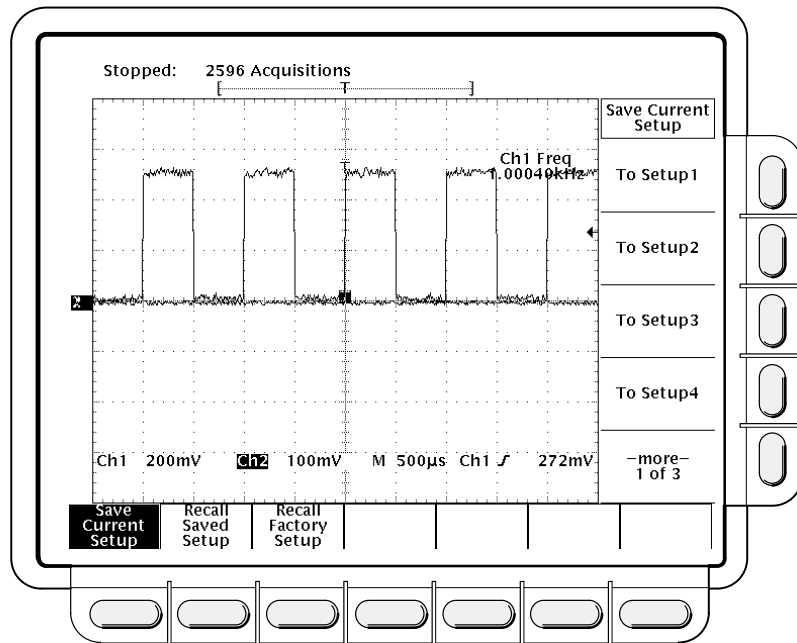 Stopped: 2596 Acquisitions
Save Current
Setup
Ch1 Freq
1.00040kHz
To Setup1
To Setup2
To Setup3
To Setup4
Ch1 200mV Ch2 100mV M 500µs Ch1 272mV
–more–
1 of 3
Save
Current
Setup
Recall
Saved
Setup
Recall
Factory
Setup